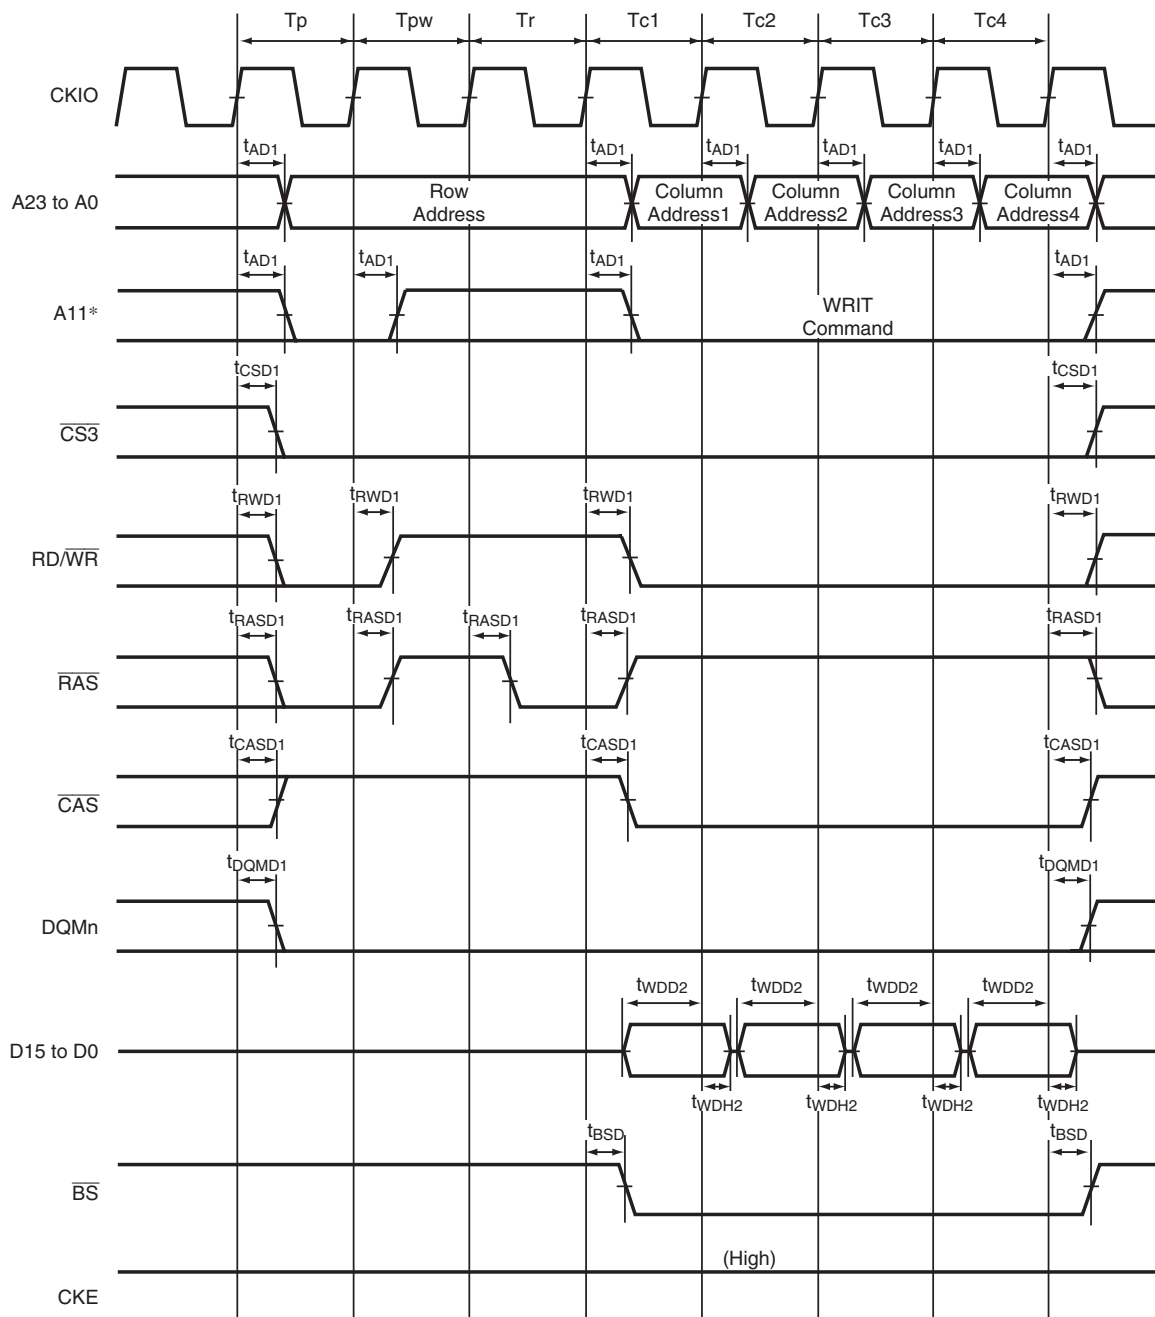 Tp Tpw Tr Tc1 Tc2 Tc3 Tc4
CKIO
tAD1 tAD1 tAD1 tAD1 tAD1 tAD1
A23 to A0
Row
Address
Column
Address1
Column
Address2
Column
Address3
Column
Address4
tAD1 tAD1 tAD1 tAD1
A11*
WRIT
Command
tCSD1 tCSD1
CS3
tRWD1 tRWD1 tRWD1 tRWD1
RD/WR
tRASD1 tRASD1 tRASD1 tRASD1 tRASD1
RAS
tCASD1 tCASD1 tCASD1
CAS
tDQMD1 tDQMD1
DQMn
tWDD2 tWDD2 tWDD2 tWDD2
D15 to D0
tWDH2 tWDH2 tWDH2 tWDH2
tBSD tBSD
BS
(High)
CKE